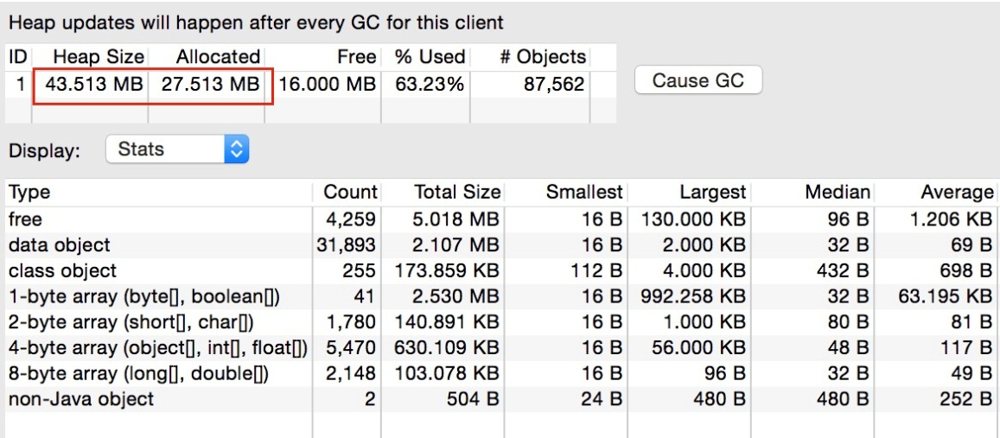 Heap updates will happen after every GC for this client
ID Heap Size Allocated Free % Used # Objects
1 43.513 MB 27.513 MB 16.000 MB 63.23% 87,562
Cause GC
Display: Stats
Type Count Total Size Smallest Largest Median Average
free 4,259 5.018 MB 16 B 130.000 KB 96 B 1.206 KB
data object 31,893 2.107 MB 16 B 2.000 KB 32 B 69 B
class object 255 173.859 KB 112 B 4.000 KB 432 B 698 B
1-byte array (byte[], boolean[]) 41 2.530 MB 16 B 992.258 KB 32 B 63.195 KB
2-byte array (short[], char[]) 1,780 140.891 KB 16 B 1.000 KB 80 B 81 B
4-byte array (object[], int[], float[]) 5,470 630.109 KB 16 B 56.000 KB 48 B 117 B
8-byte array (long[], double[]) 2,148 103.078 KB 16 B 96 B 32 B 49 B
non-Java object 2 504 B 24 B 480 B 480 B 252 B